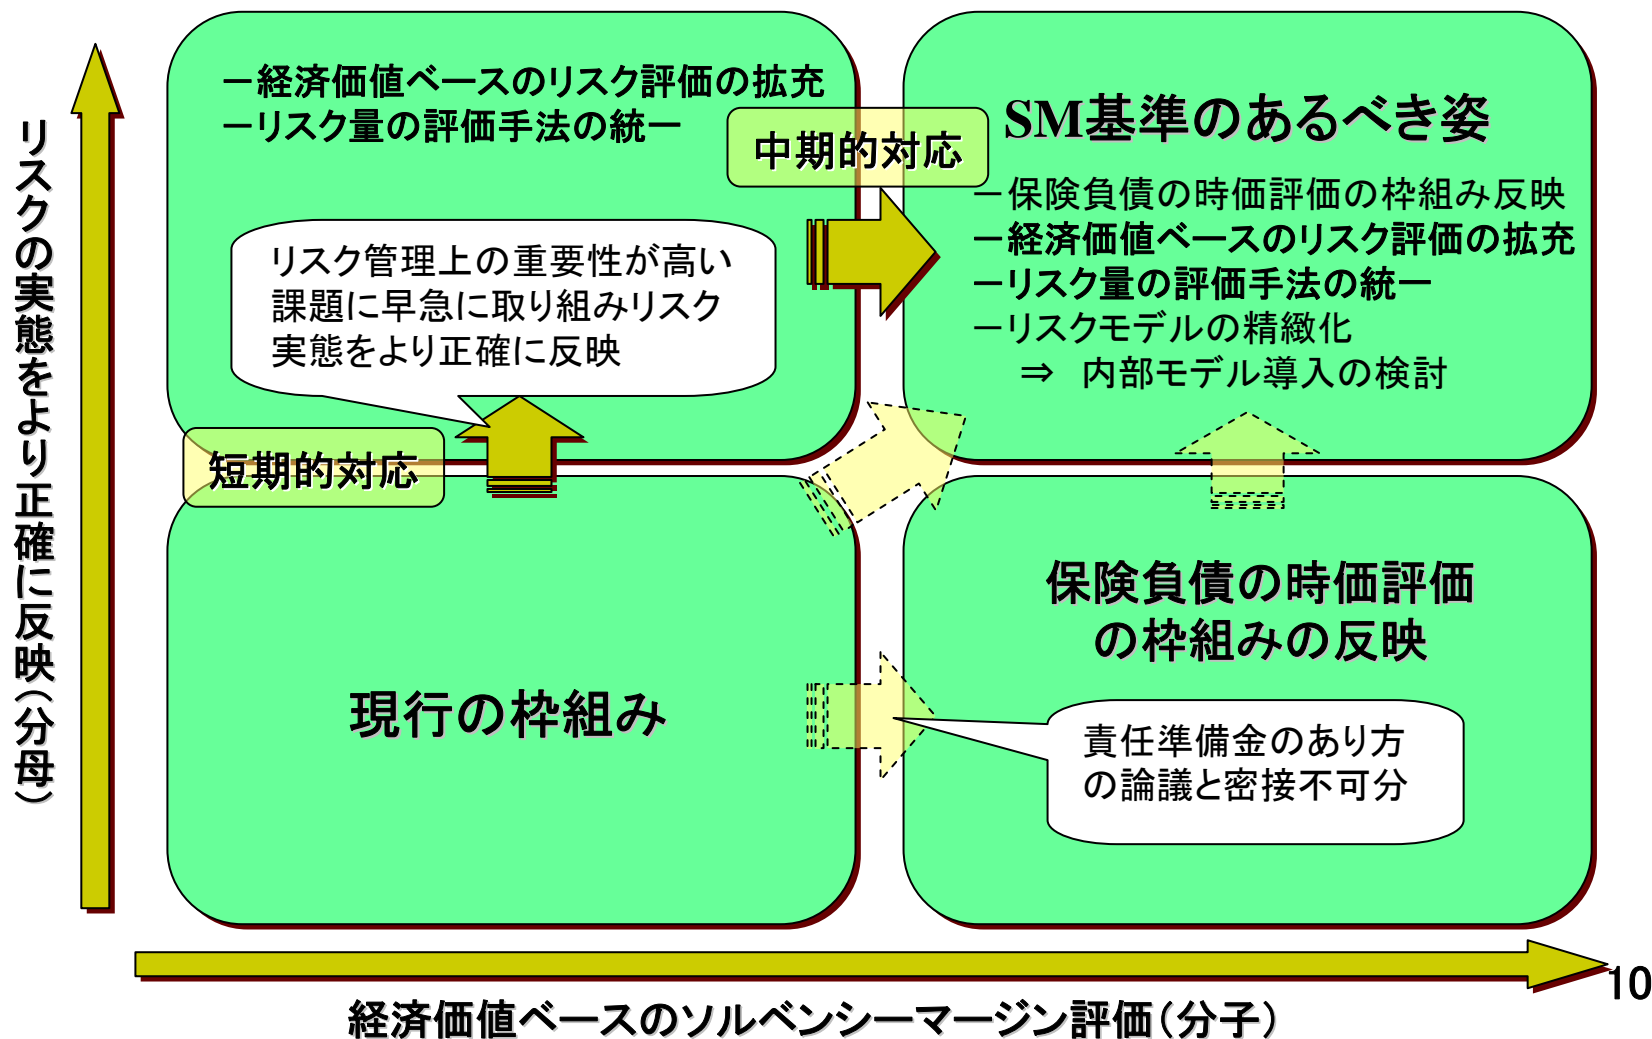 リスクの実態をより正確に反映（分母）
－経済価値ベースのリスク評価の拡充
－リスク量の評価手法の統一
中期的対応
リスク管理上の重要性が高い
課題に早急に取り組みリスク
実態をより正確に反映
短期的対応
SM基準のあるべき姿
－保険負債の時価評価の枠組み反映
－経済価値ベースのリスク評価の拡充
－リスク量の評価手法の統一
－リスクモデルの精緻化
⇒ 内部モデル導入の検討
現行の枠組み
保険負債の時価評価
の枠組みの反映
責任準備金のあり方
の論議と密接不可分
経済価値ベースのソルベンシーマージン評価（分子）
10